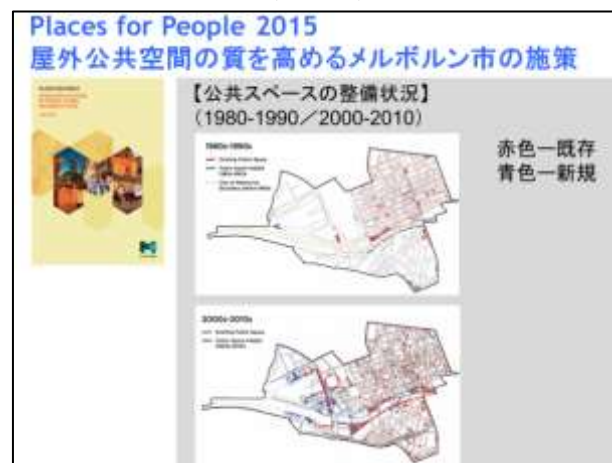 Places for People 2015
屋外公共空間の質を高めるメルボルン市の施策
【公共スペースの整備状況】
(1980-1990／2000-2010)
赤色ー既存
青色ー新規
1980s-1990s
2000s-2010s